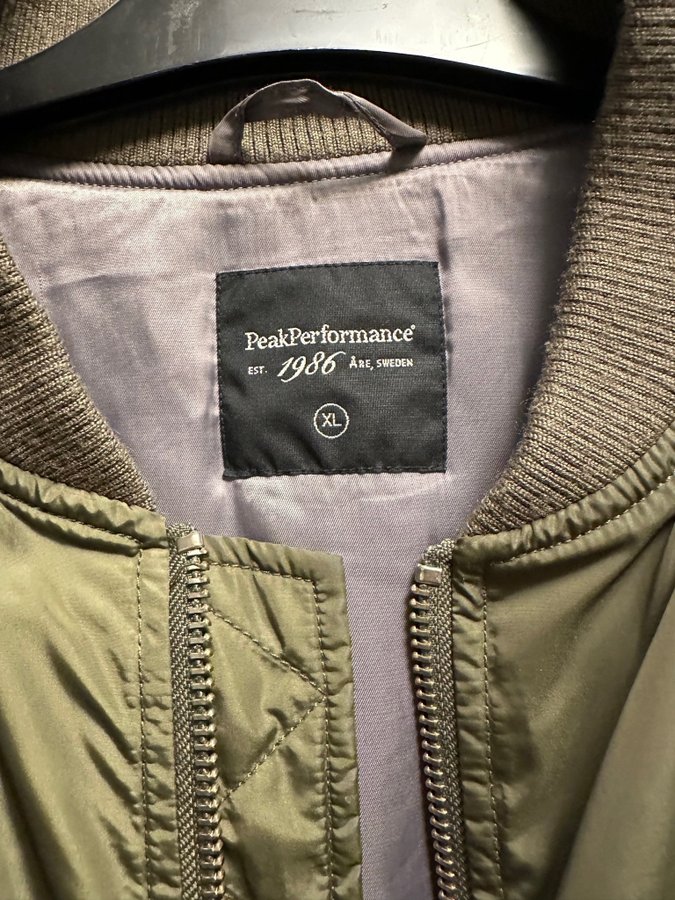 PeakPerformance®
EST. 1986 ÅRE, SWEDEN
XL